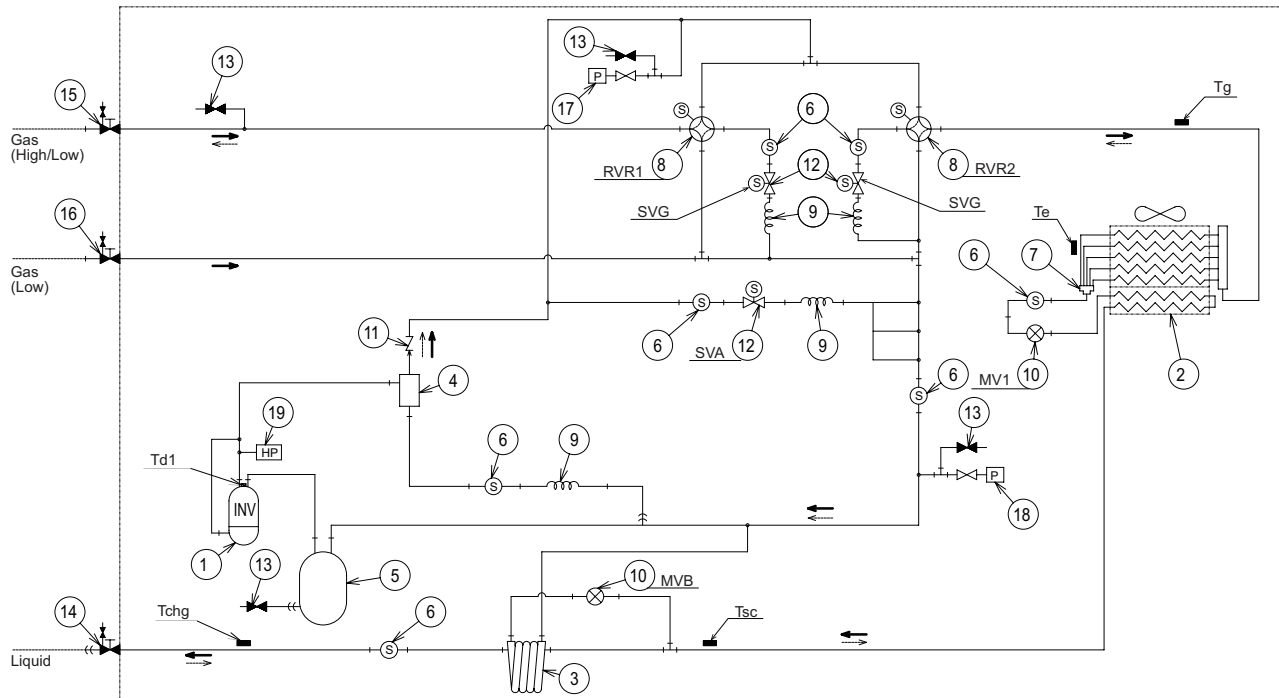 13
13
P
17
15
Gas
(High/Low)
S
8
RVR1
6
S
S
S
8
RVR2
Tg
12
S
S
SVG
SVG
9
16
Gas
(Low)
Te
7
6
S
10
MV1
2
S
S
6
SVA
12
9
11
4
6
S
19
HP
Td1
INV
1
6
S
9
13
P
18
13
5
10
MVB
Tchg
6
S
Tsc
14
Liquid
3